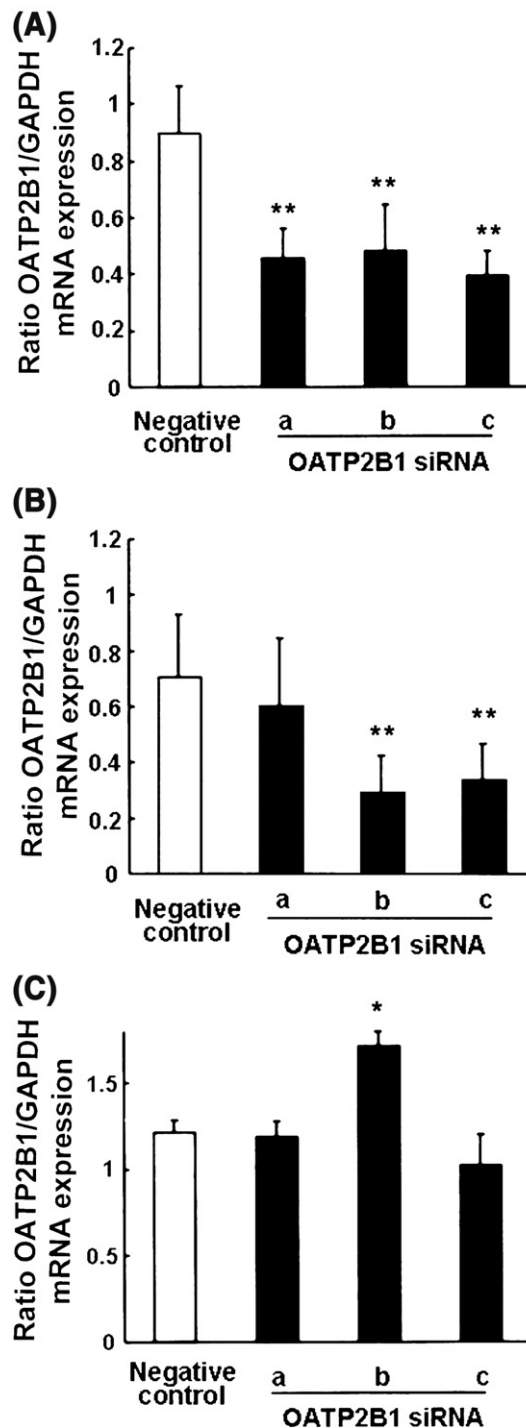 (A)
Ratio OATP2B1/GAPDH
mRNA expression
1.2
1
0.8
0.6
0.4
0.2
0
** ** **
Negative
control
a b c
OATP2B1 siRNA
(B)
Ratio OATP2B1/GAPDH
mRNA expression
1.2
1
0.8
0.6
0.4
0.2
0
** **
Negative
control
a b c
OATP2B1 siRNA
(C)
Ratio OATP2B1/GAPDH
mRNA expression
1.5
1
0.5
0
*
Negative
control
a b c
OATP2B1 siRNA